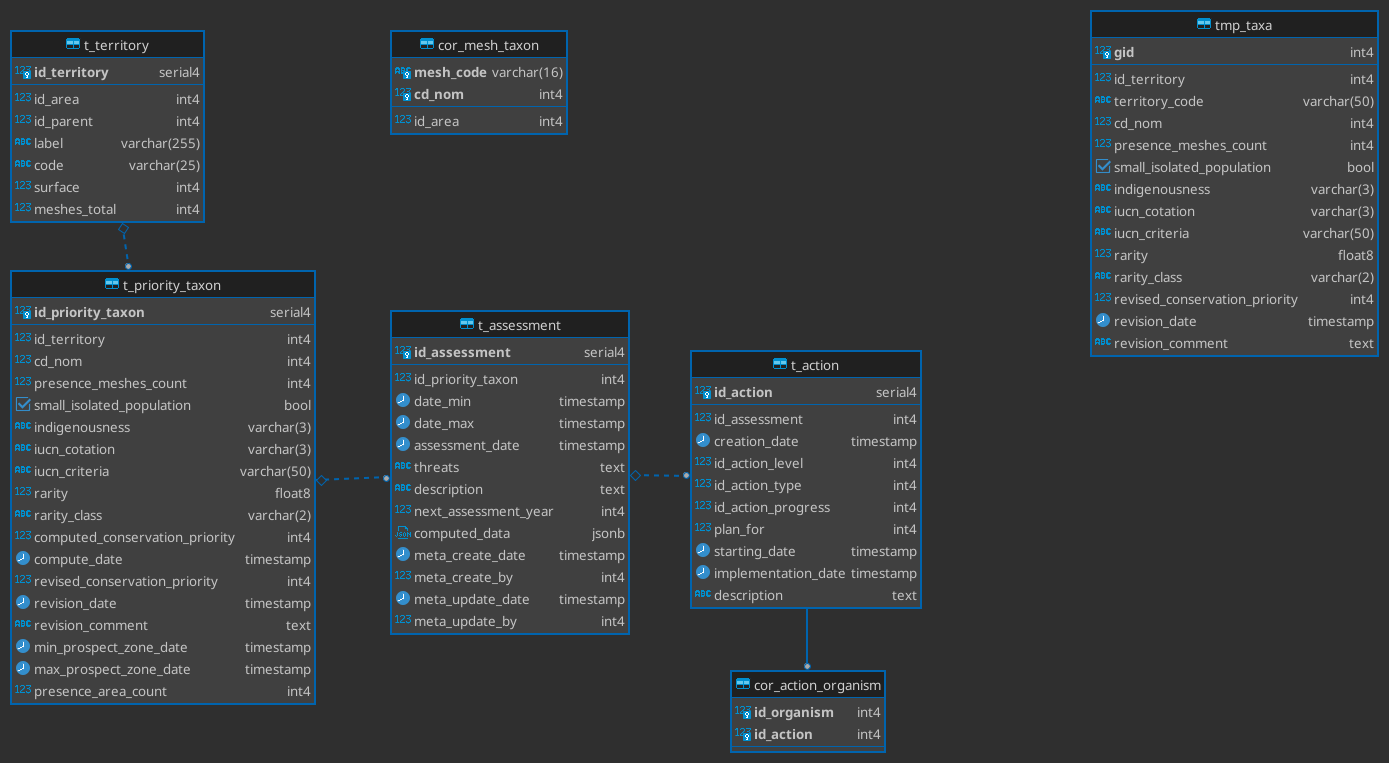 t_territory
id_territory serial4
id_area int4
id_parent int4
label varchar(255)
code varchar(25)
surface int4
meshes_total int4
cor_mesh_taxon
mesh_code varchar(16)
cd_nom int4
id_area int4
tmp_taxa
gid int4
id_territory int4
territory_code varchar(50)
cd_nom int4
presence_meshes_count int4
small_isolated_population bool
indigenousness varchar(3)
iucn_cotation varchar(3)
iucn_criteria varchar(50)
rarity float8
rarity_class varchar(2)
revised_conservation_priority int4
revision_date timestamp
revision_comment text
t_priority_taxon
id_priority_taxon serial4
id_territory int4
cd_nom int4
presence_meshes_count int4
small_isolated_population bool
indigenousness varchar(3)
iucn_cotation varchar(3)
iucn_criteria varchar(50)
rarity float8
rarity_class varchar(2)
computed_conservation_priority int4
compute_date timestamp
revised_conservation_priority int4
revision_date timestamp
revision_comment text
min_prospect_zone_date timestamp
max_prospect_zone_date timestamp
presence_area_count int4
t_assessment
id_assessment serial4
id_priority_taxon int4
date_min timestamp
date_max timestamp
assessment_date timestamp
threats text
description text
next_assessment_year int4
computed_data jsonb
meta_create_date timestamp
meta_create_by int4
meta_update_date timestamp
meta_update_by int4
t_action
id_action serial4
id_assessment int4
creation_date timestamp
id_action_level int4
id_action_type int4
id_action_progress int4
plan_for int4
starting_date timestamp
implementation_date timestamp
description text
cor_action_organism
id_organism int4
id_action int4